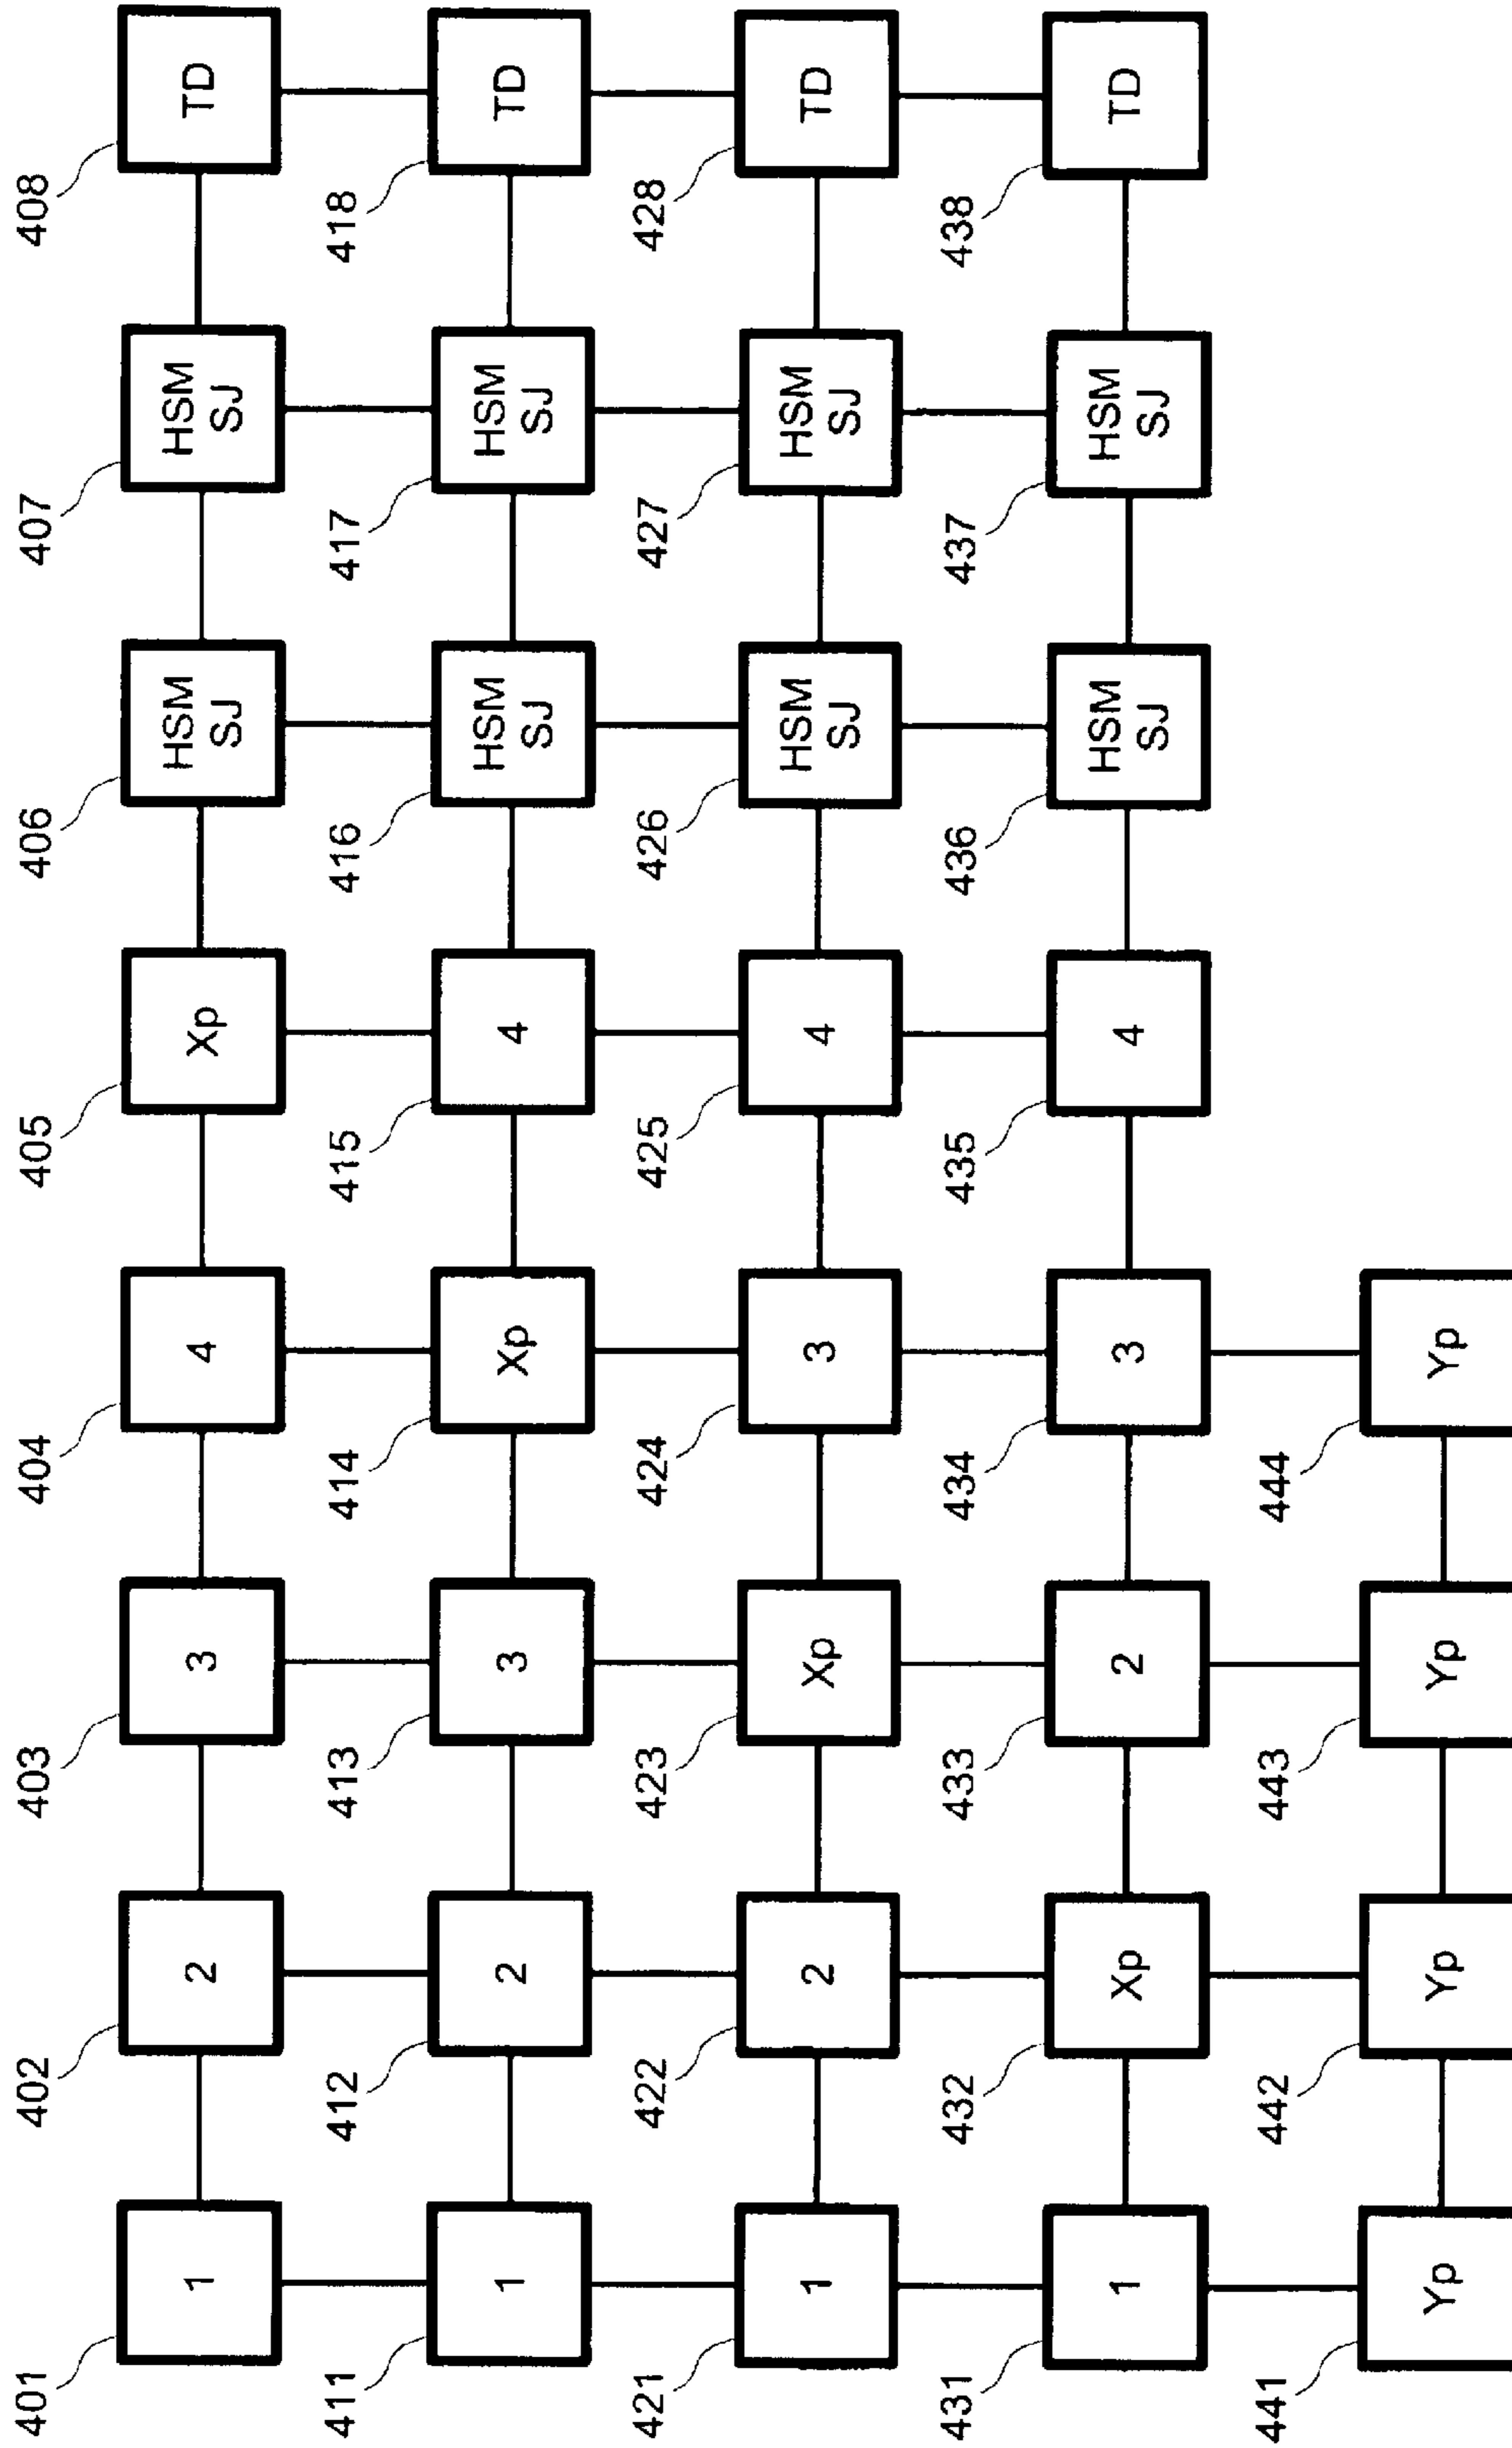 401
402
403
404
405
406
407
408
1
2
3
4
Xp
HSM
SJ
HSM
SJ
TD
411
412
413
414
415
416
417
418
1
2
3
Xp
4
HSM
SJ
HSM
SJ
TD
421
422
423
424
425
426
427
428
1
2
Xp
3
4
HSM
SJ
HSM
SJ
TD
431
432
433
434
435
436
437
438
1
Xp
2
3
4
HSM
SJ
HSM
SJ
TD
441
442
443
444
Yp
Yp
Yp
Yp